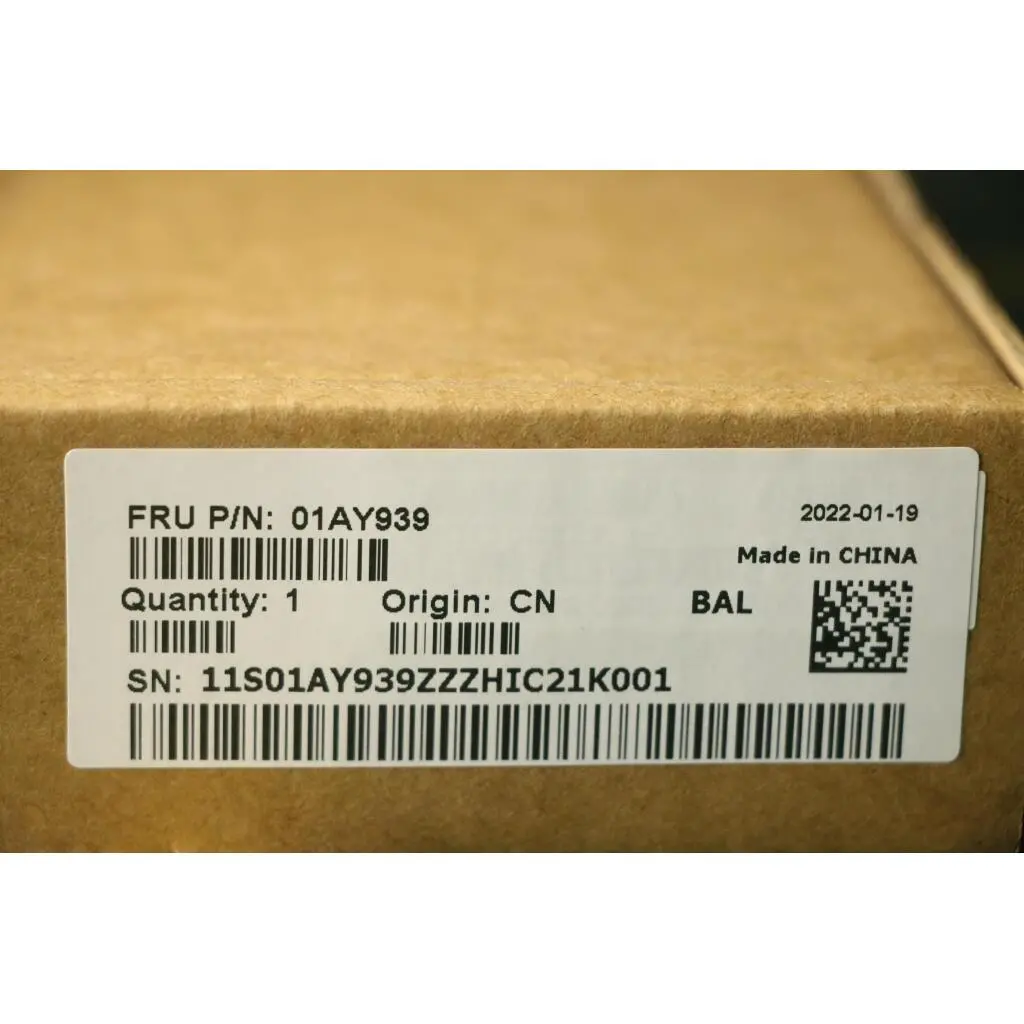 FRU P/N: 01AY939
2022-01-19
Made in CHINA
Quantity: 1
Origin: CN
BAL
SN: 11S01AY939ZZZHIC21K001